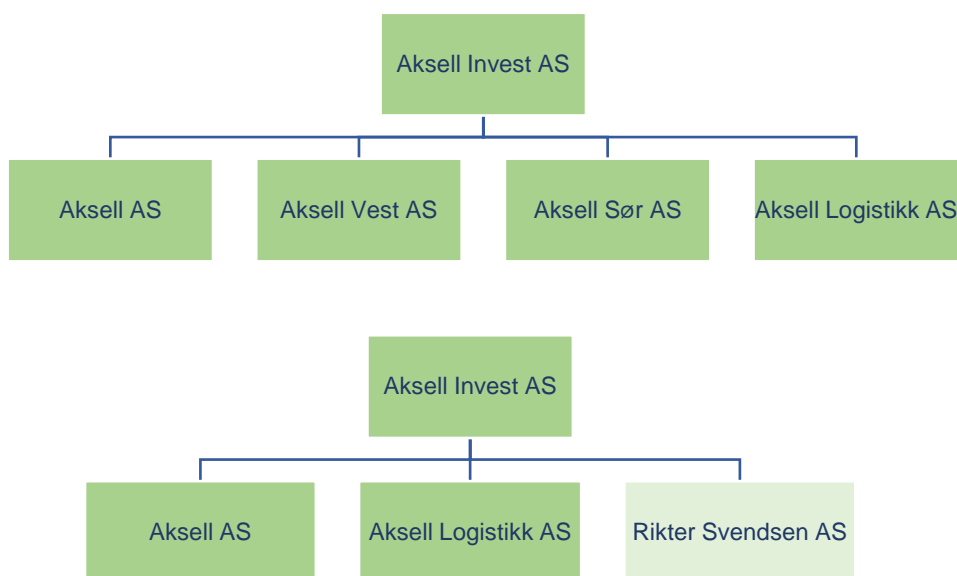 Aksell Invest AS
Aksell AS
Aksell Vest AS
Aksell Sør AS
Aksell Logistikk AS
Aksell Invest AS
Aksell AS
Aksell Logistikk AS
Rikter Svendsen AS